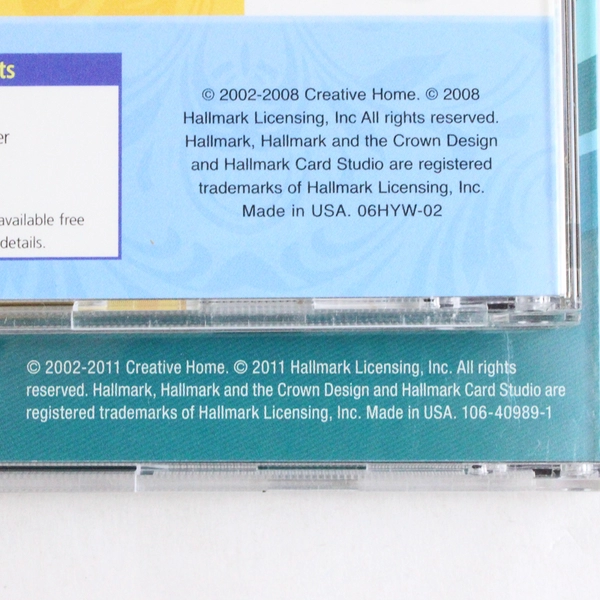 ts
er
available free
details.
© 2002-2008 Creative Home. © 2008
Hallmark Licensing, Inc All rights reserved.
Hallmark, Hallmark and the Crown Design
and Hallmark Card Studio are registered
trademarks of Hallmark Licensing, Inc.
Made in USA. 06HYW-02
© 2002-2011 Creative Home. © 2011 Hallmark Licensing, Inc. All rights
reserved. Hallmark, Hallmark and the Crown Design and Hallmark Card Studio are
registered trademarks of Hallmark Licensing, Inc. Made in USA. 106-40989-1